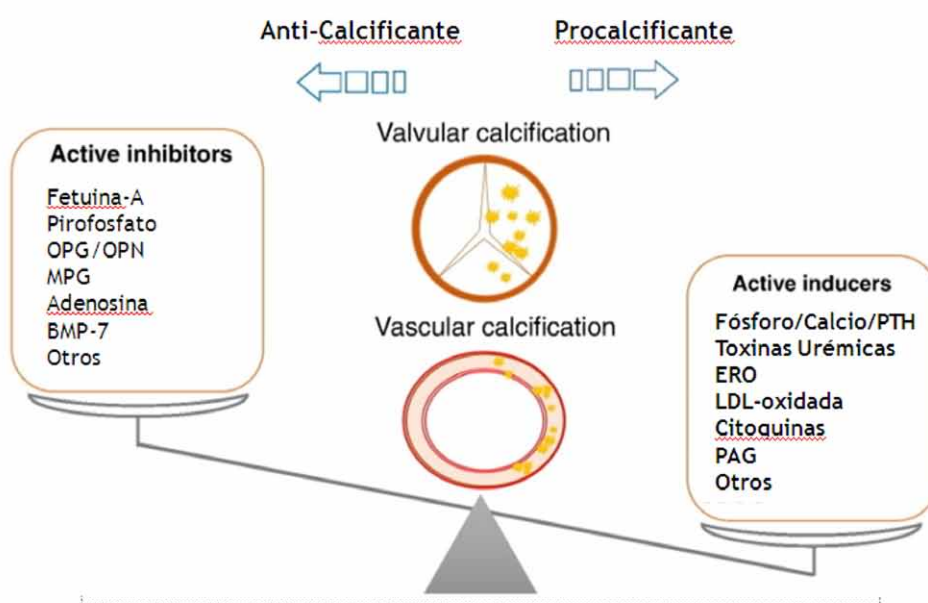 Anti-Calcificante
Procalcificante
Valvular calcification
Active inhibitors
Fetuina-A
Pirofosfato
OPG/OPN
MPG
Adenosina
BMP-7
Otros
Vascular calcification
Active inducers
Fósforo/Calcio/PTH
Toxinas Urémicas
ERO
LDL-oxidada
Citoquinas
PAG
Otros